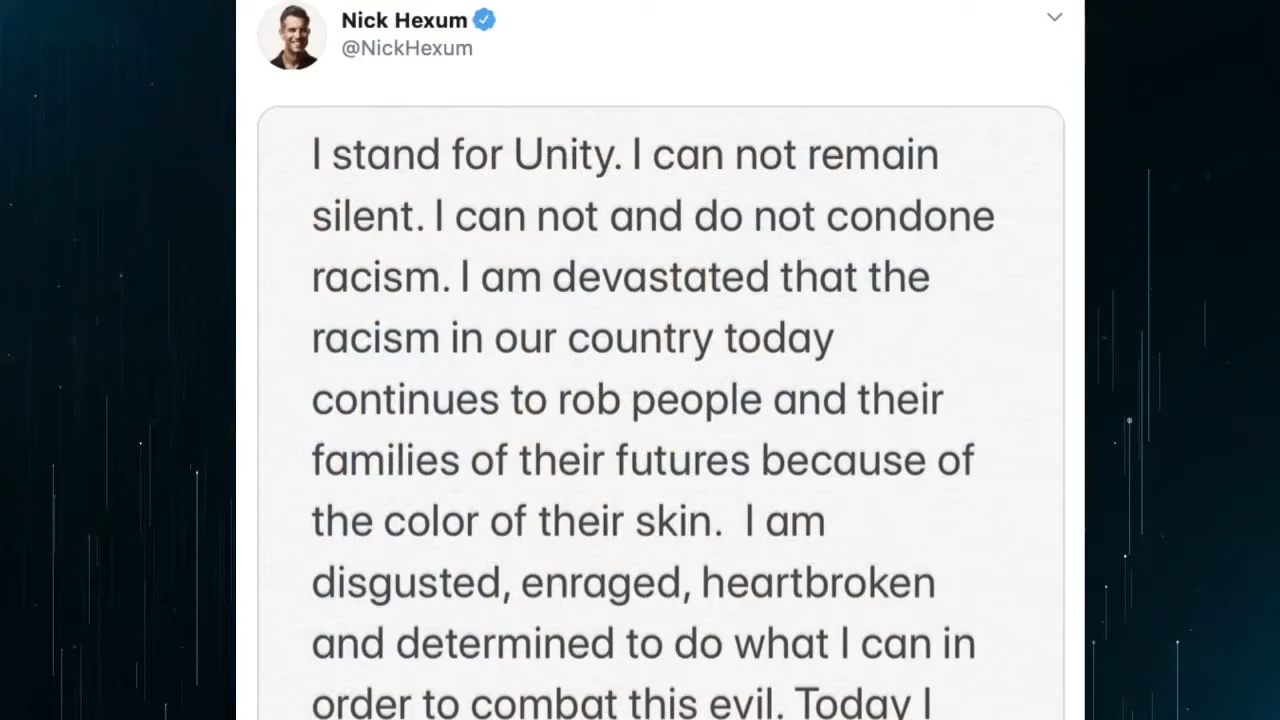 Nick Hexum
@NickHexum
I stand for Unity. I can not remain
silent. I can not and do not condone
racism. I am devastated that the
racism in our country today
continues to rob people and their
families of their futures because of
the color of their skin.  I am
disgusted, enraged, heartbroken
and determined to do what I can in
order to combat this evil. Today I